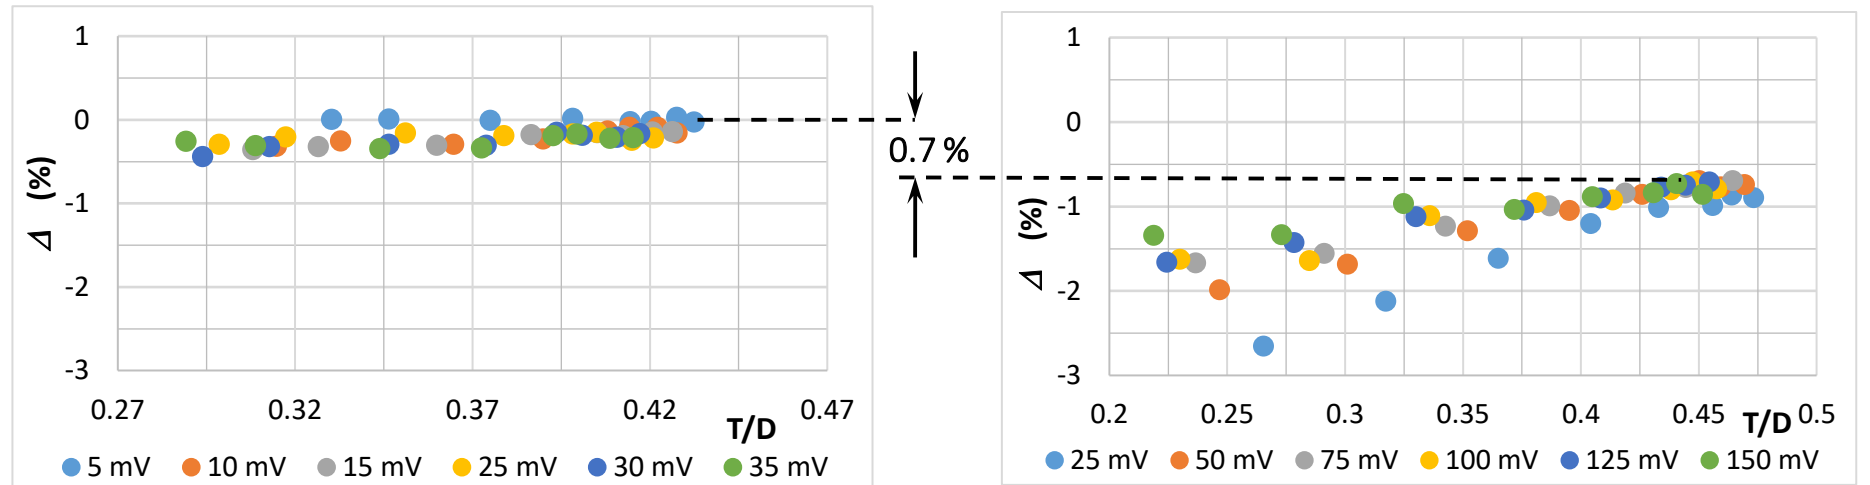 1
0
-1
-2
-3
Δ (%)
0.27 0.32 0.37 0.42 0.47
T/D
5 mV 10 mV 15 mV 25 mV 30 mV 35 mV
0.7 %
1
0
-1
-2
-3
Δ (%)
0.2 0.25 0.3 0.35 0.4 0.45 0.5
T/D
25 mV 50 mV 75 mV 100 mV 125 mV 150 mV